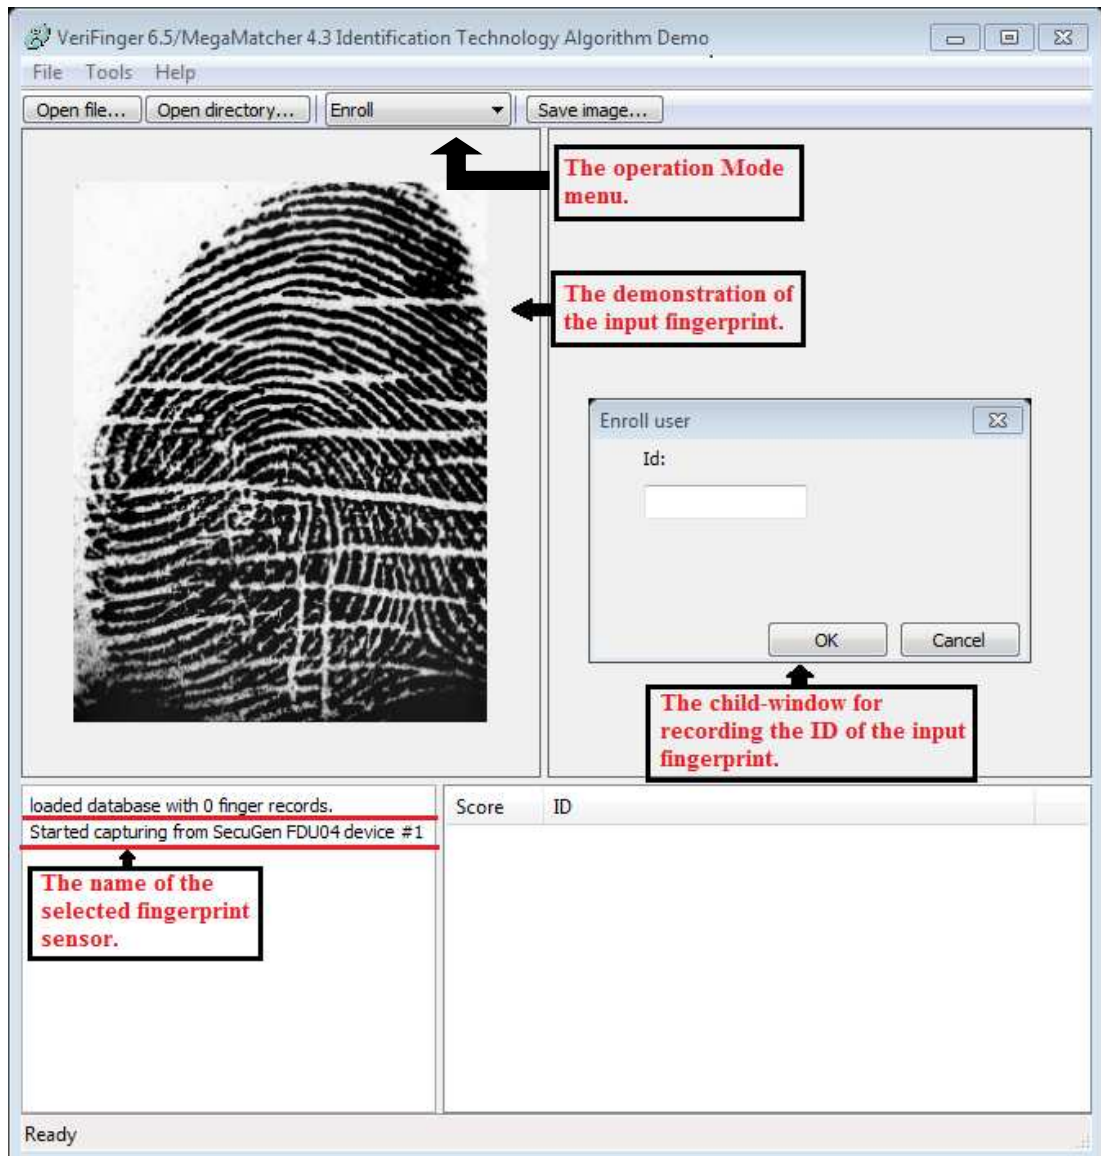 VeriFinger 6.5/MegaMatcher 4.3 Identification Technology Algorithm Demo
File Tools Help
Open file... Open directory... Enroll Save image...
The operation Mode
menu.
The demonstration of
the input fingerprint.
Enroll user
Id:
OK Cancel
The child-window for
recording the ID of the input
fingerprint.
loaded database with 0 finger records.
Started capturing from SecuGen FDU04 device #1
The name of the
selected fingerprint
sensor.
Score ID
Ready